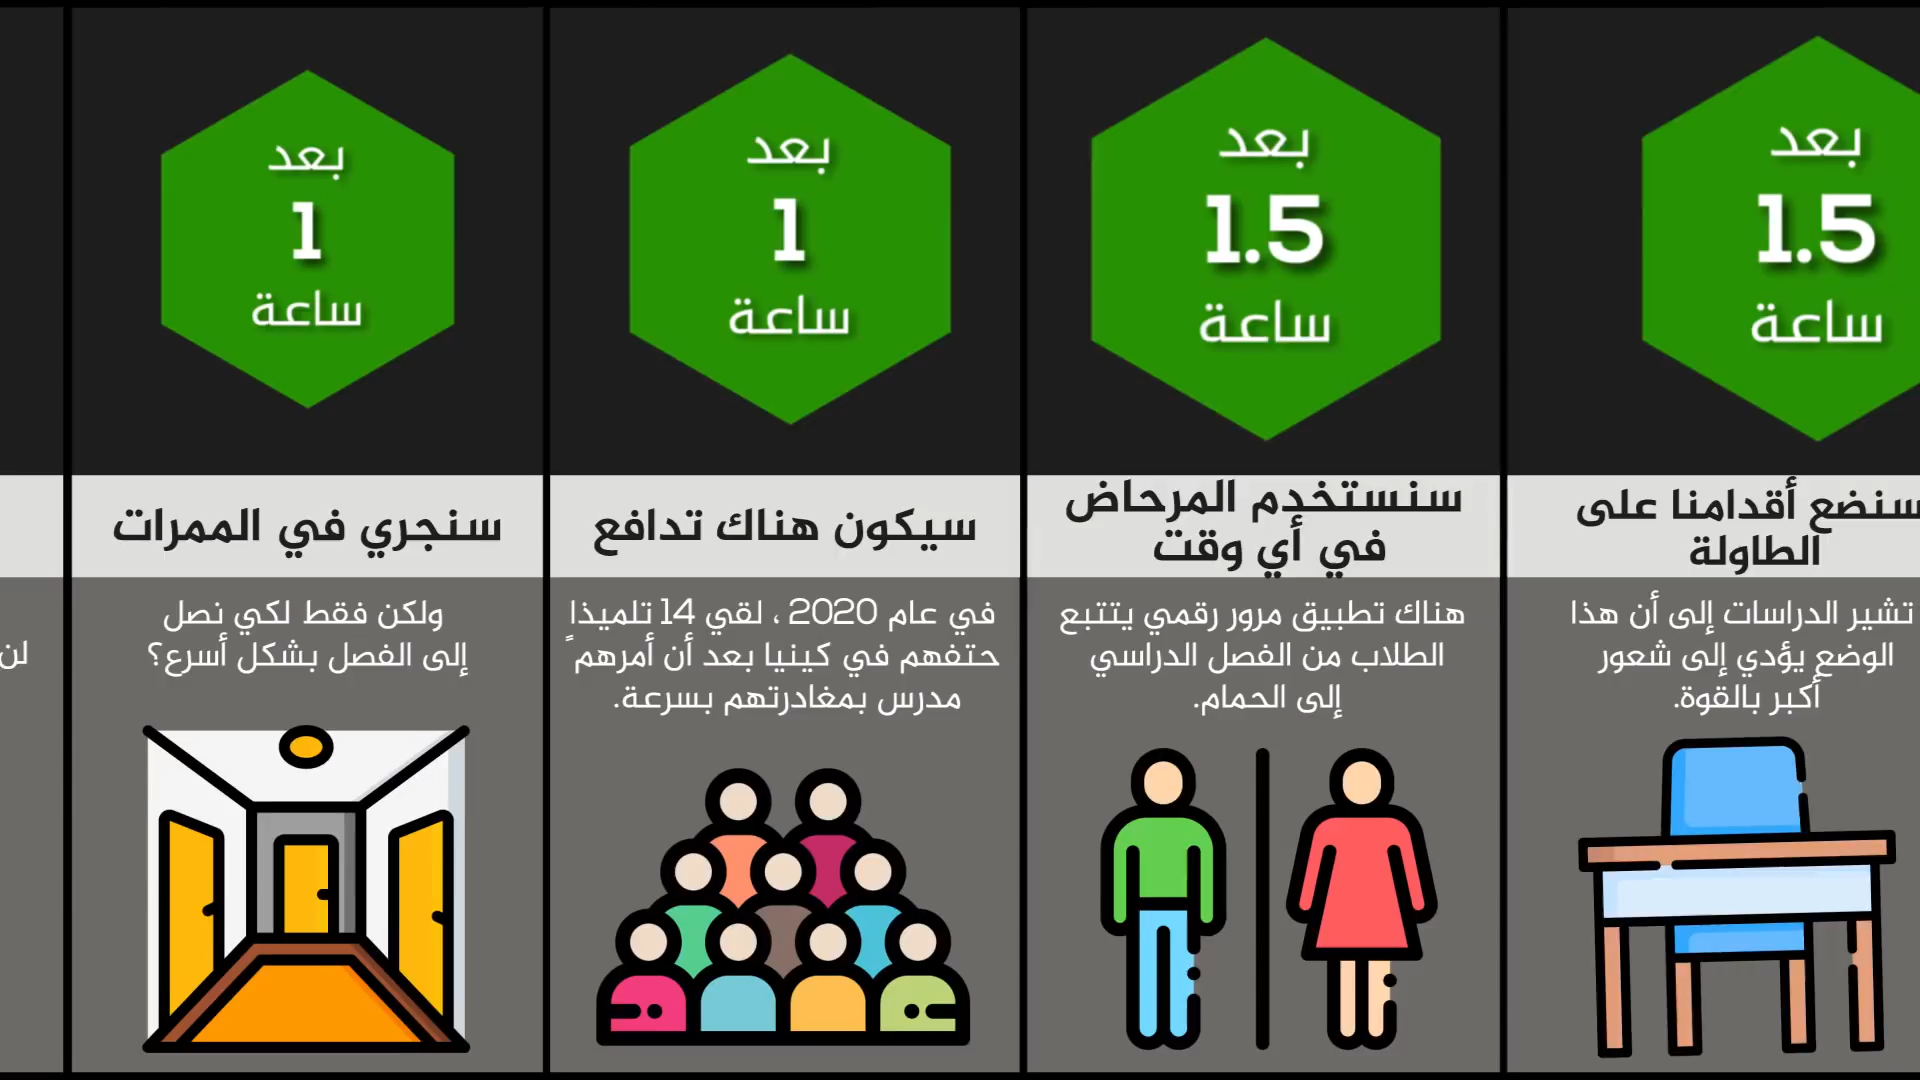 بعد
1
ساعة
سنجري في الممرات
ولكن فقط لكي نصل
إلى الفصل بشكل أسرع؟
بعد
1
ساعة
سيكون هناك تدافع
في عام 2020 ، لقي 14 تلميذا
حتفهم في كينيا بعد أن أمرهم ً
مدرس بمغادرتهم بسرعة.
بعد
1.5
ساعة
سنستخدم المرحاض
في أي وقت
هناك تطبيق مرور رقمي يتتبع
الطلاب من الفصل الدراسي
إلى الحمام.
بعد
1.5
ساعة
سنضع أقدامنا على
الطاولة
تشير الدراسات إلى أن هذا
الوضع يؤدي إلى شعور
أكبر بالقوة.
لن